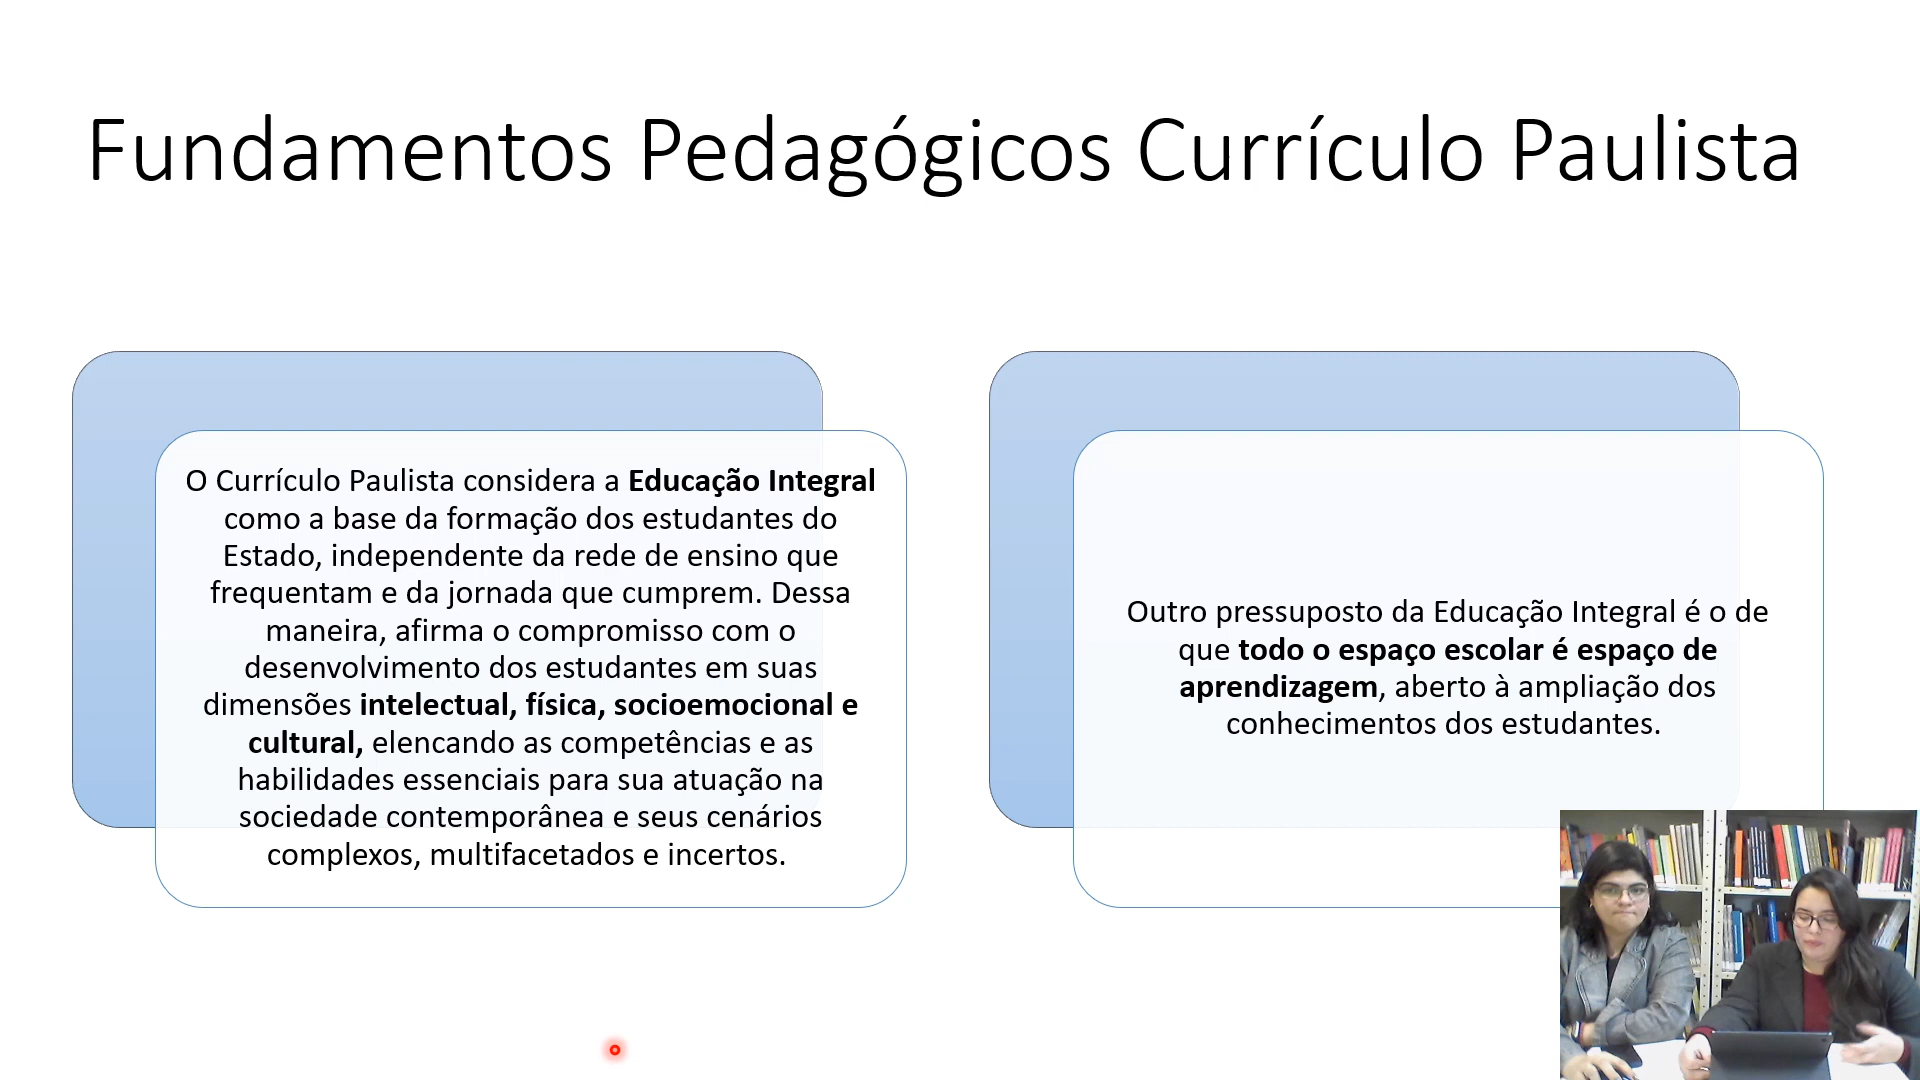 Fundamentos Pedagógicos Currículo Paulista
O Currículo Paulista considera a Educação Integral
como a base da formação dos estudantes do
Estado, independente da rede de ensino que
frequentam e da jornada que cumprem. Dessa
maneira, afirma o compromisso com o
desenvolvimento dos estudantes em suas
dimensões intelectual, física, socioemocional e
cultural, elencando as competências e as
habilidades essenciais para sua atuação na
sociedade contemporânea e seus cenários
complexos, multifacetados e incertos.
Outro pressuposto da Educação Integral é o de
que todo o espaço escolar é espaço de
aprendizagem, aberto à ampliação dos
conhecimentos dos estudantes.